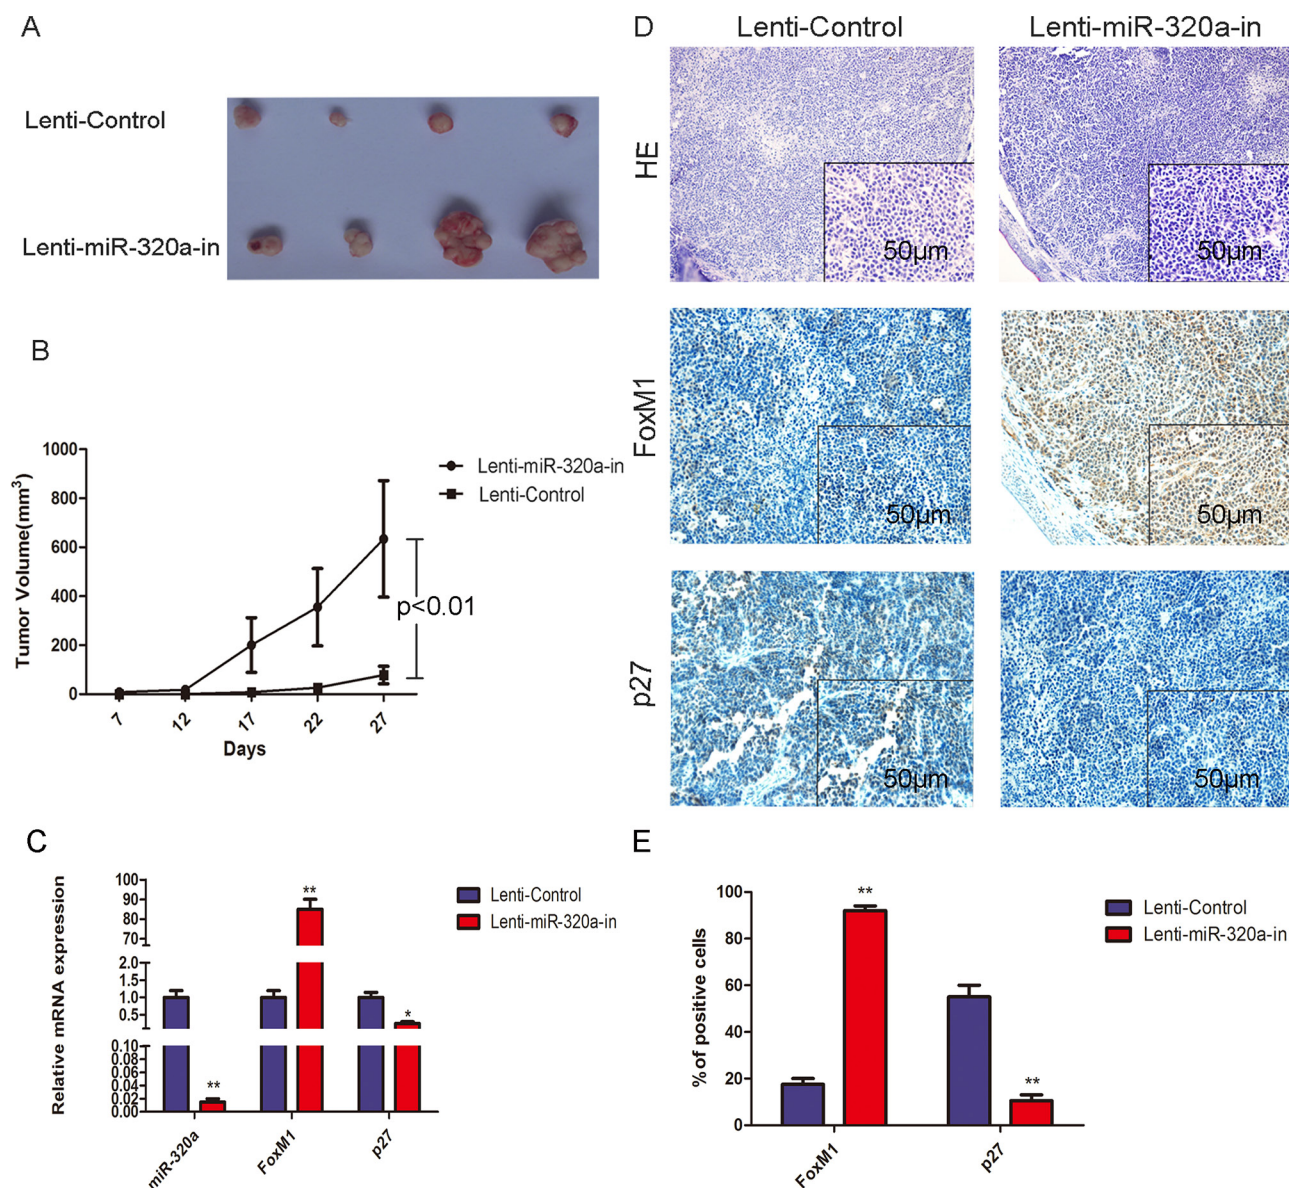 A
Lenti-Control
Lenti-miR-320a-in
B
1000
800
600
400
200
0
Tumor Volume(mm³)
7
12
17
22
27
Days
Lenti-miR-320a-in
Lenti-Control
p<0.01
C
Relative mRNA expression
100
90
80
70
2.0
1.5
1.0
0.5
0.10
0.08
0.06
0.04
0.02
0.00
**
**
*
miR-320a
FoxM1
p27
Lenti-Control
Lenti-miR-320a-in
D
Lenti-Control
Lenti-miR-320a-in
HE
50µm
50µm
FoxM1
50µm
50µm
p27
50µm
50µm
E
% of positive cells
100
80
60
40
20
0
**
**
FoxM1
p27
Lenti-Control
Lenti-miR-320a-in